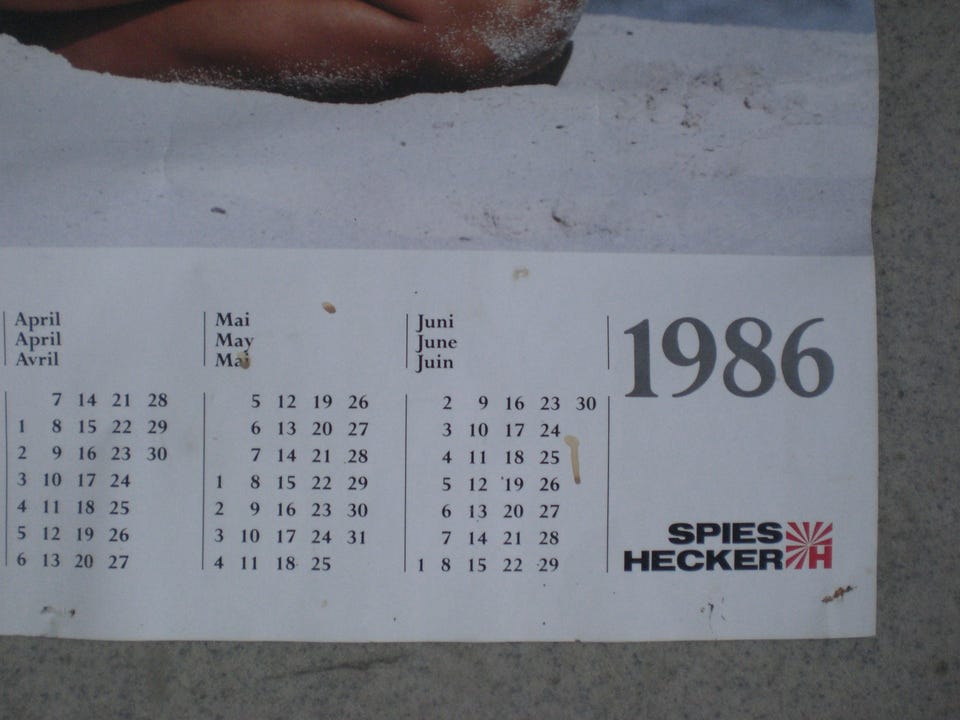 April
April
Avril
7 14 21 28
1 8 15 22 29
2 9 16 23 30
3 10 17 24
4 11 18 25
5 12 19 26
6 13 20 27
Mai
May
Mai
5 12 19 26
6 13 20 27
7 14 21 28
1 8 15 22 29
2 9 16 23 30
3 10 17 24 31
4 11 18 25
Juni
June
Juin
2 9 16 23 30
3 10 17 24
4 11 18 25
5 12 19 26
6 13 20 27
7 14 21 28
1 8 15 22 29
1986
SPIES
HECKER H